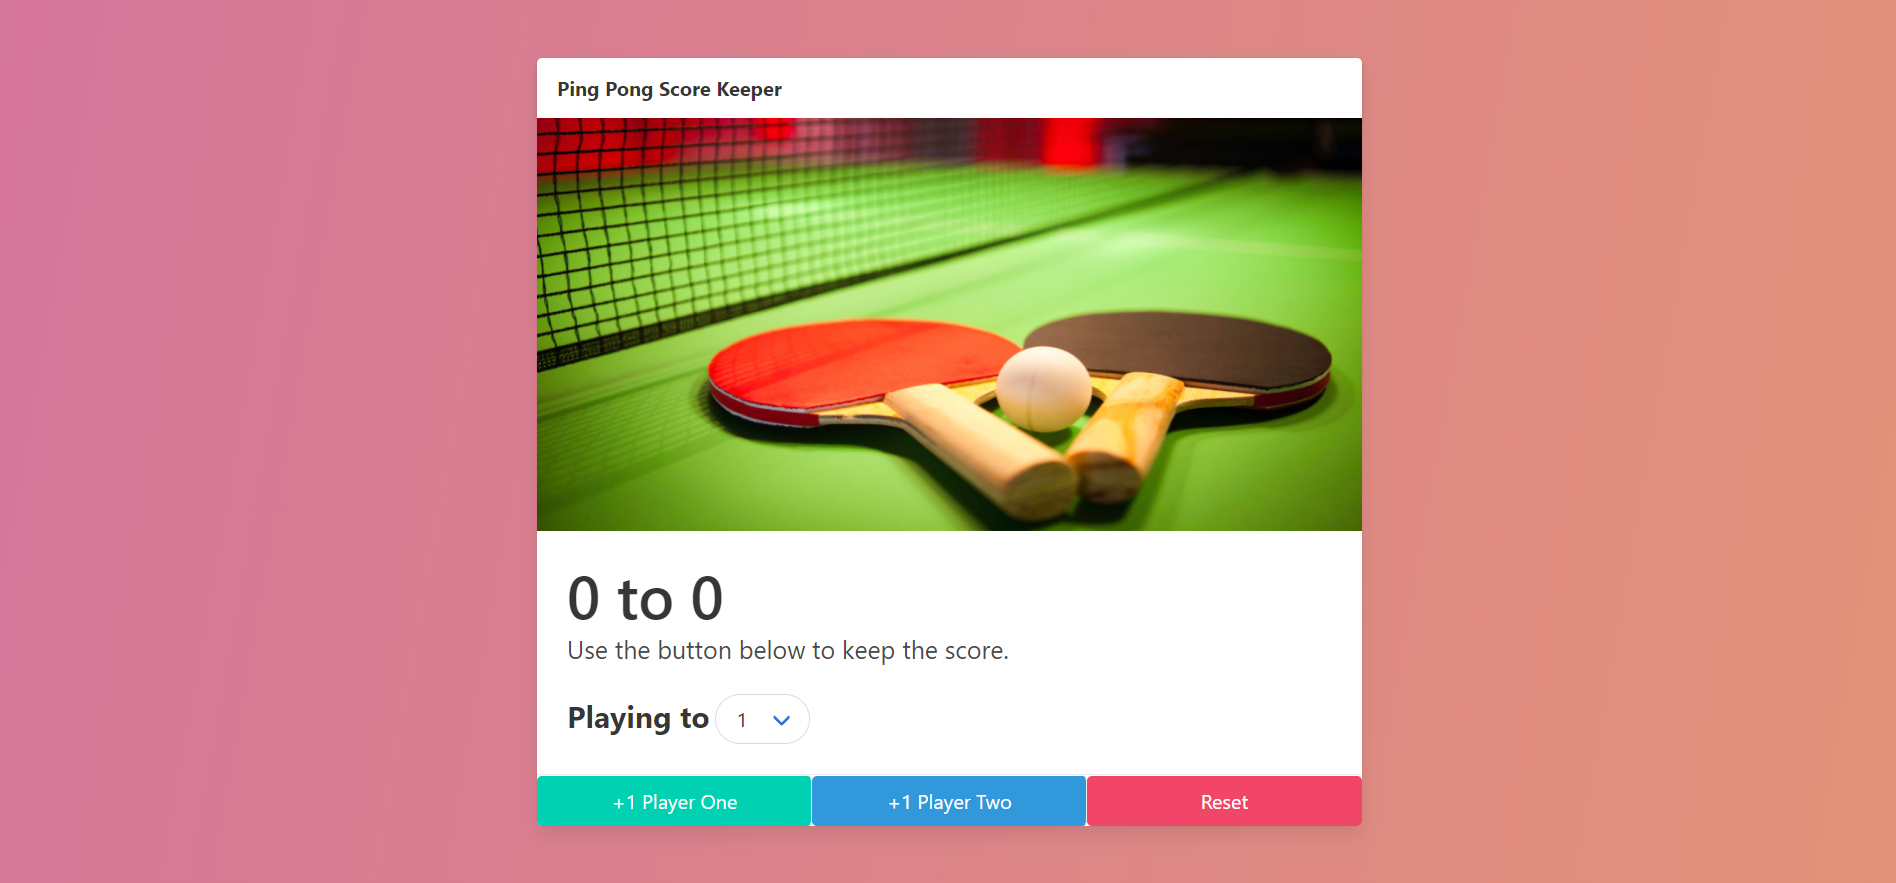 Ping Pong Score Keeper
0 to 0
Use the button below to keep the score.
Playing to 1
+1 Player One +1 Player Two Reset